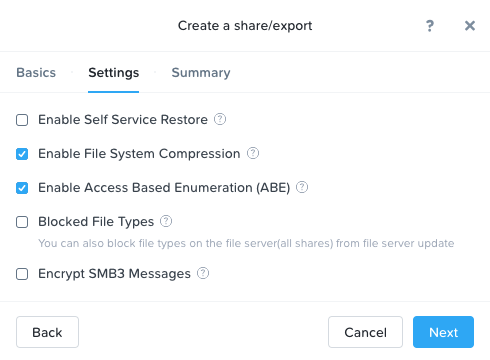 Create a share/export ? ×
Basics Settings Summary
Enable Self Service Restore ?
Enable File System Compression ?
Enable Access Based Enumeration (ABE) ?
Blocked File Types ?
You can also block file types on the file server(all shares) from file server update
Encrypt SMB3 Messages ?
Back Cancel Next